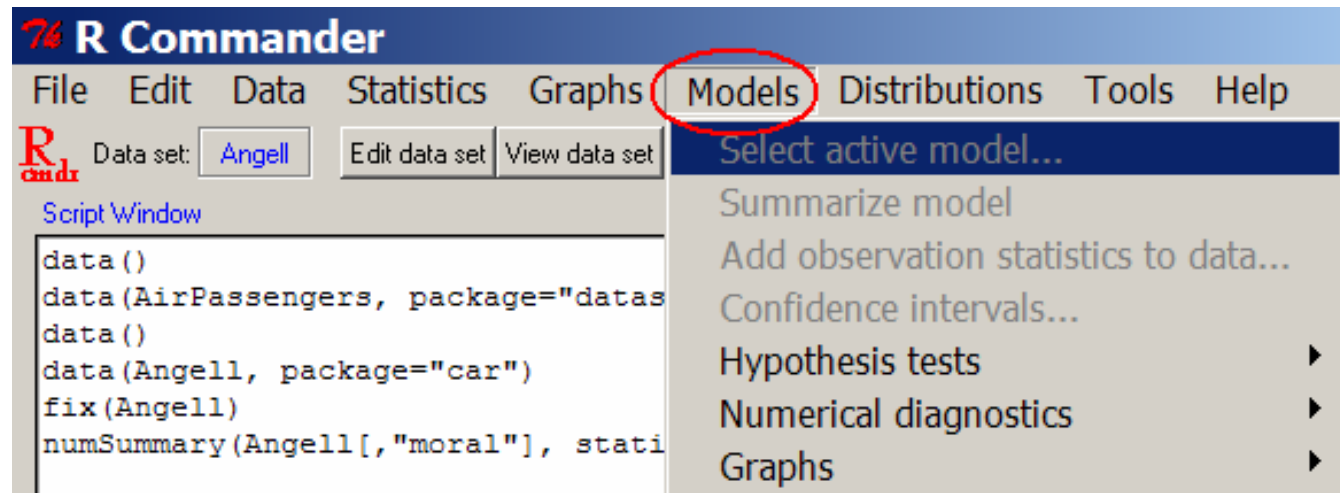 R Commander
File Edit Data Statistics Graphs Models Distributions Tools Help
R cmdr Data set: Angell Edit data set View data set
Select active model...
Summarize model
Add observation statistics to data...
Confidence intervals...
Hypothesis tests
Numerical diagnostics
Graphs
Script Window
data()
data(AirPassengers, package="datas
data()
data(Angell, package="car")
fix(Angell)
numSummary(Angell[,"moral"], stati